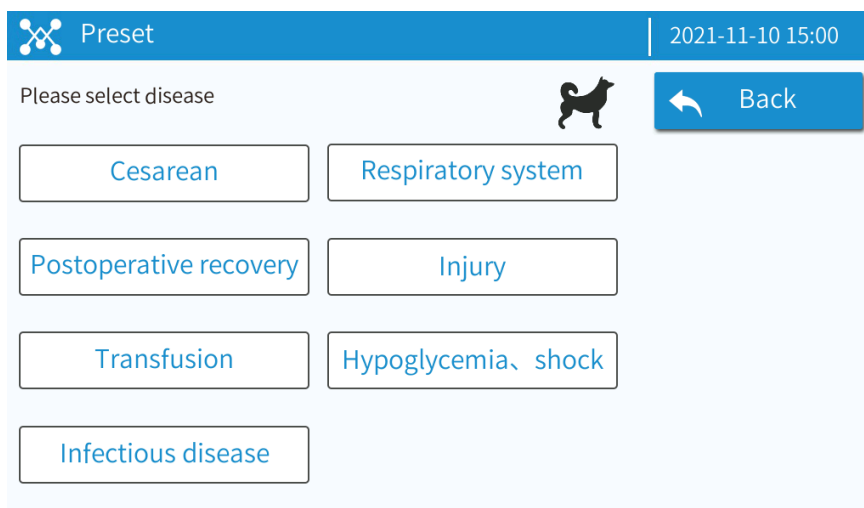 Preset
2021-11-10 15:00
Please select disease
Back
Cesarean
Respiratory system
Postoperative recovery
Injury
Transfusion
Hypoglycemia、shock
Infectious disease